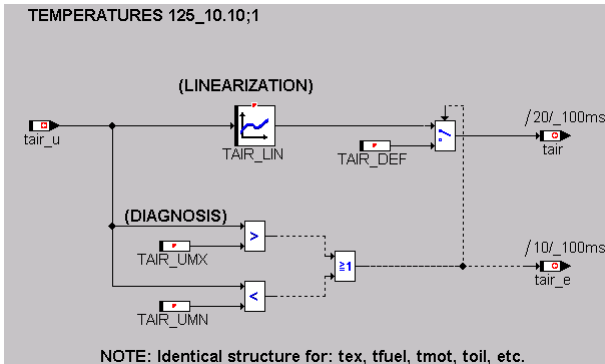 TEMPERATURES 125_10.10;1
(LINEARIZATION)
/20/_100ms
tair_u
TAIR_LIN
TAIR_DEF
tair
(DIAGNOSIS)
>
≥1
/10/_100ms
TAIR_UMX
tair_e
<
TAIR_UMN
NOTE: Identical structure for: tex, tfuel, tmot, toil, etc.